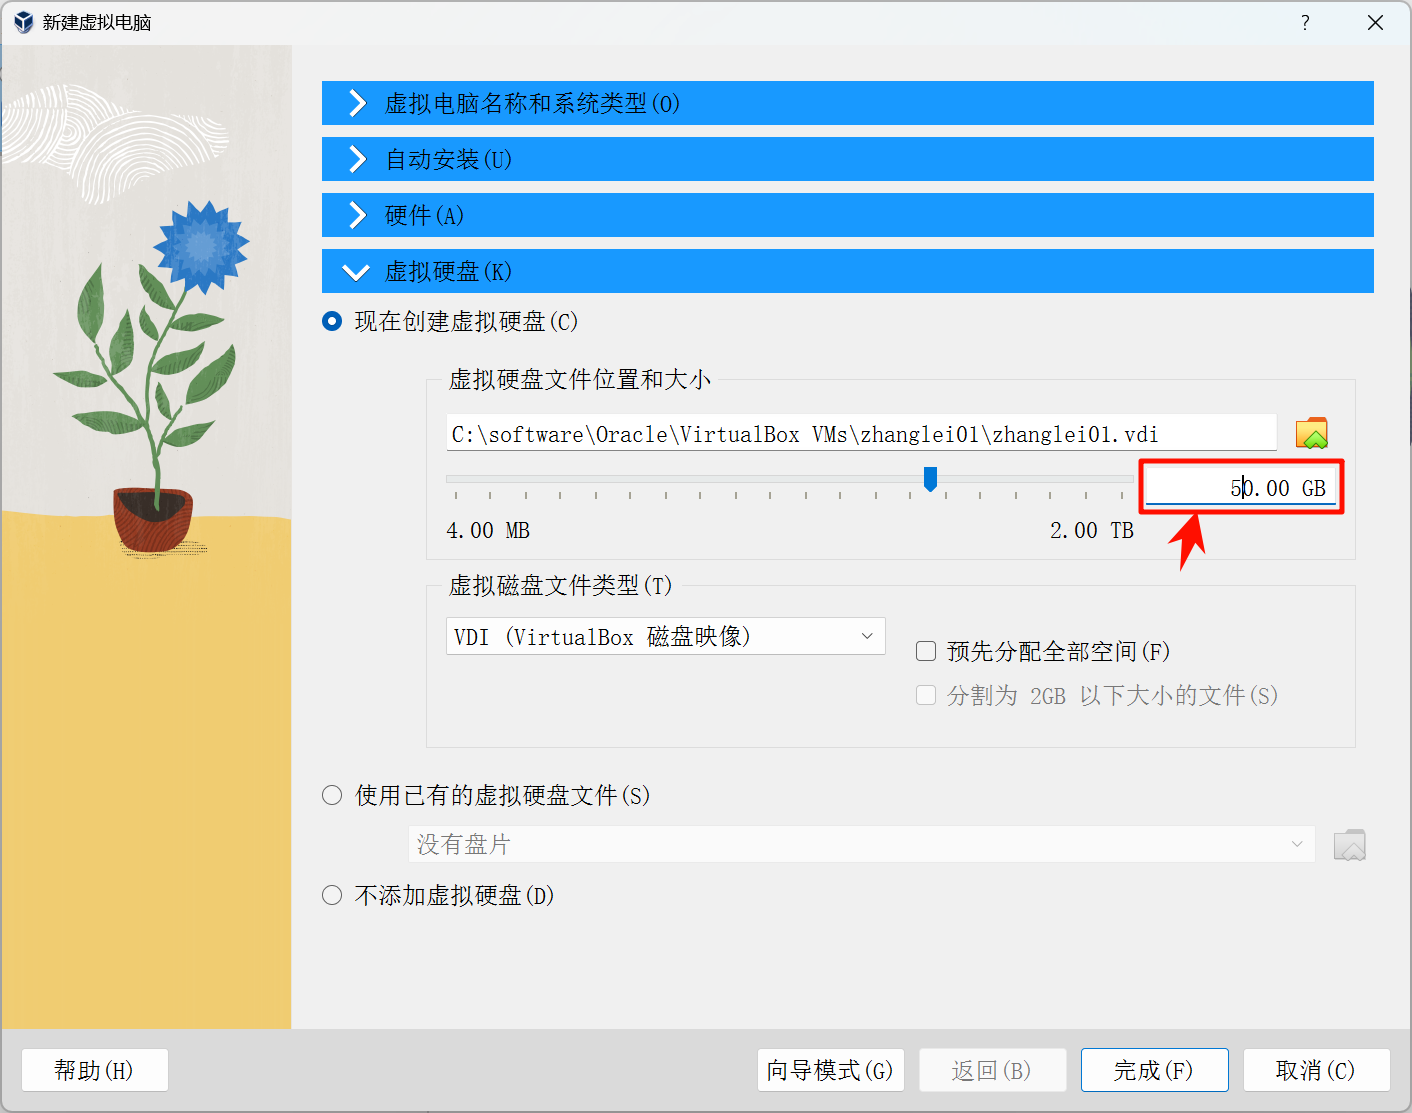 新建虚拟电脑
?
虚拟电脑名称和系统类型(O)
自动安装(U)
硬件(A)
虚拟硬盘(K)
现在创建虚拟硬盘(C)
虚拟硬盘文件位置和大小
C:\software\Oracle\VirtualBox VMs\zhanglei01\zhanglei01.vdi
50.00 GB
4.00 MB
2.00 TB
虚拟磁盘文件类型(T)
VDI (VirtualBox 磁盘映像)
预先分配全部空间(F)
分割为 2GB 以下大小的文件(S)
使用已有的虚拟硬盘文件(S)
没有盘片
不添加虚拟硬盘(D)
帮助(H)
向导模式(G)
返回(B)
完成(F)
取消(C)